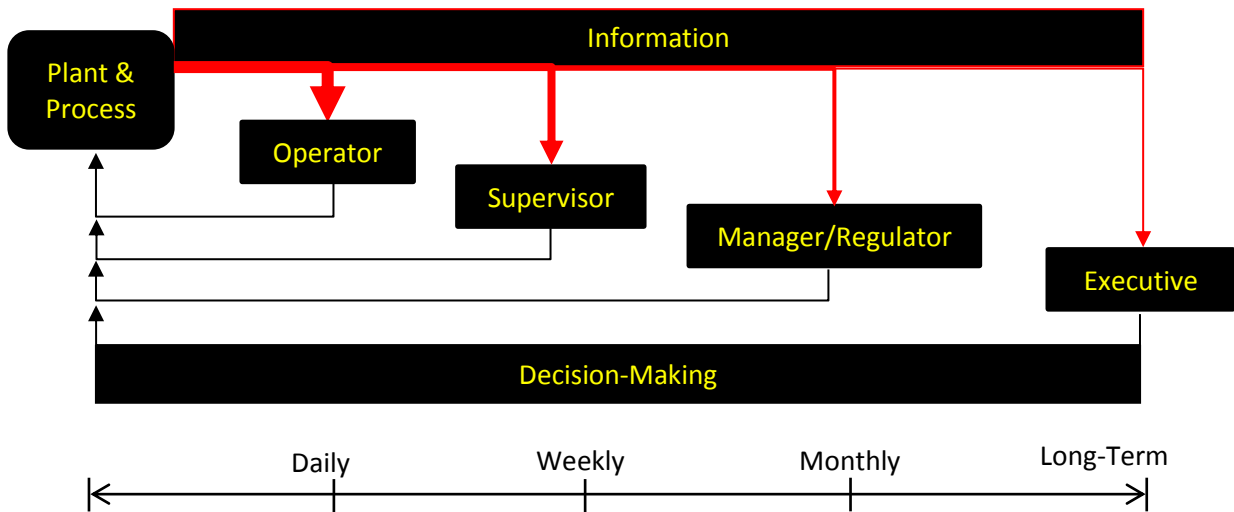 Information
Plant &
Process
Operator
Supervisor
Manager/Regulator
Executive
Decision-Making
Daily
Weekly
Monthly
Long-Term